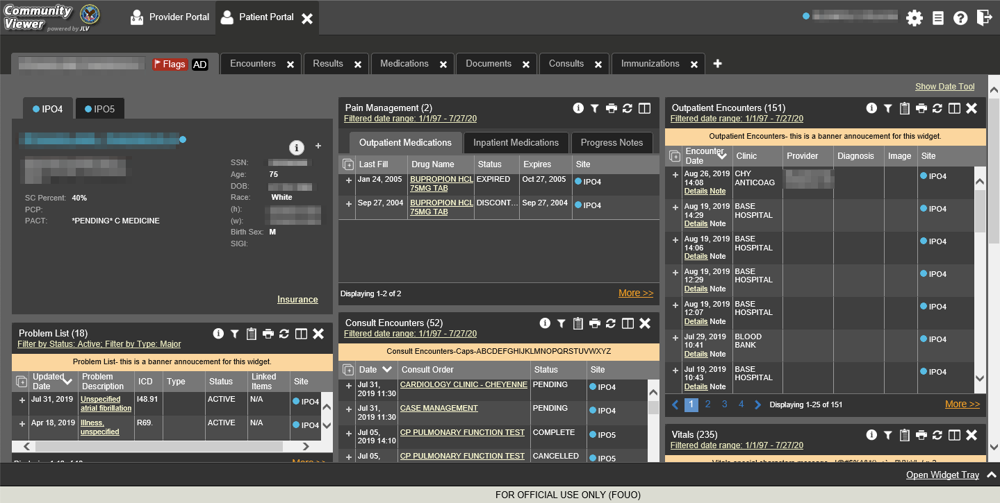 Community
Viewer
powered by JLV
Provider Portal
Patient Portal
Flags AD
Encounters
Results
Medications
Documents
Consults
Immunizations
Show Date Tool
IPO4
IPO5
SSN:
Age: 75
DOB:
Race: White
(h):
(w):
Birth Sex: M
SIGI:
SC Percent: 40%
PCP:
PACT: *PENDING* C MEDICINE
Insurance
Problem List (18)
Filter by Status: Active; Filter by Type: Major
Problem List- this is a banner annoucement for this widget.
Updated Date Problem Description ICD Type Status Linked Items Site
Jul 31, 2019 Unspecified atrial fibrillation I48.91 ACTIVE N/A IPO4
Apr 18, 2019 Illness, unspecified R69. ACTIVE N/A IPO4
Pain Management (2)
Filtered date range: 1/1/97 - 7/27/20
Outpatient Medications
Inpatient Medications
Progress Notes
Last Fill Drug Name Status Expires Site
Jan 24, 2005 BUPROPION HCL 75MG TAB EXPIRED Oct 27, 2005 IPO4
Sep 27, 2004 BUPROPION HCL 75MG TAB DISCONT... Sep 27, 2004 IPO4
Displaying 1-2 of 2
More >>
Consult Encounters (52)
Filtered date range: 1/1/97 - 7/27/20
Consult Encounters-Caps-ABCDEFGHIJKLMNOPQRSTUVWXYZ
Date Consult Order Status Site
Jul 31, 2019 11:30 CARDIOLOGY CLINIC - CHEYENNE PENDING IPO4
Jul 31, 2019 11:30 CASE MANAGEMENT PENDING IPO4
Jul 05, 2019 14:10 CP PULMONARY FUNCTION TEST COMPLETE IPO5
Jul 05, CP PULMONARY FUNCTION TEST CANCELLED IPO5
Outpatient Encounters (151)
Filtered date range: 1/1/97 - 7/27/20
Outpatient Encounters- this is a banner annoucement for this widget.
Encounter Date Clinic Provider Diagnosis Image Site
Aug 26, 2019 14:08 Details Note CHY ANTICOAG IPO4
Aug 19, 2019 14:29 Details Note BASE HOSPITAL IPO4
Aug 19, 2019 14:06 Details Note BASE HOSPITAL IPO4
Aug 19, 2019 12:29 Details Note BASE HOSPITAL IPO4
Aug 19, 2019 12:07 Details Note BASE HOSPITAL IPO4
Jul 29, 2019 10:41 Details Note BLOOD BANK IPO4
Jul 19, 2019 10:43 Details Note BASE HOSPITAL IPO4
1 2 3 4 Displaying 1-25 of 151
More >>
Vitals (235)
Filtered date range: 1/1/97 - 7/27/20
Open Widget Tray
FOR OFFICIAL USE ONLY (FOUO)